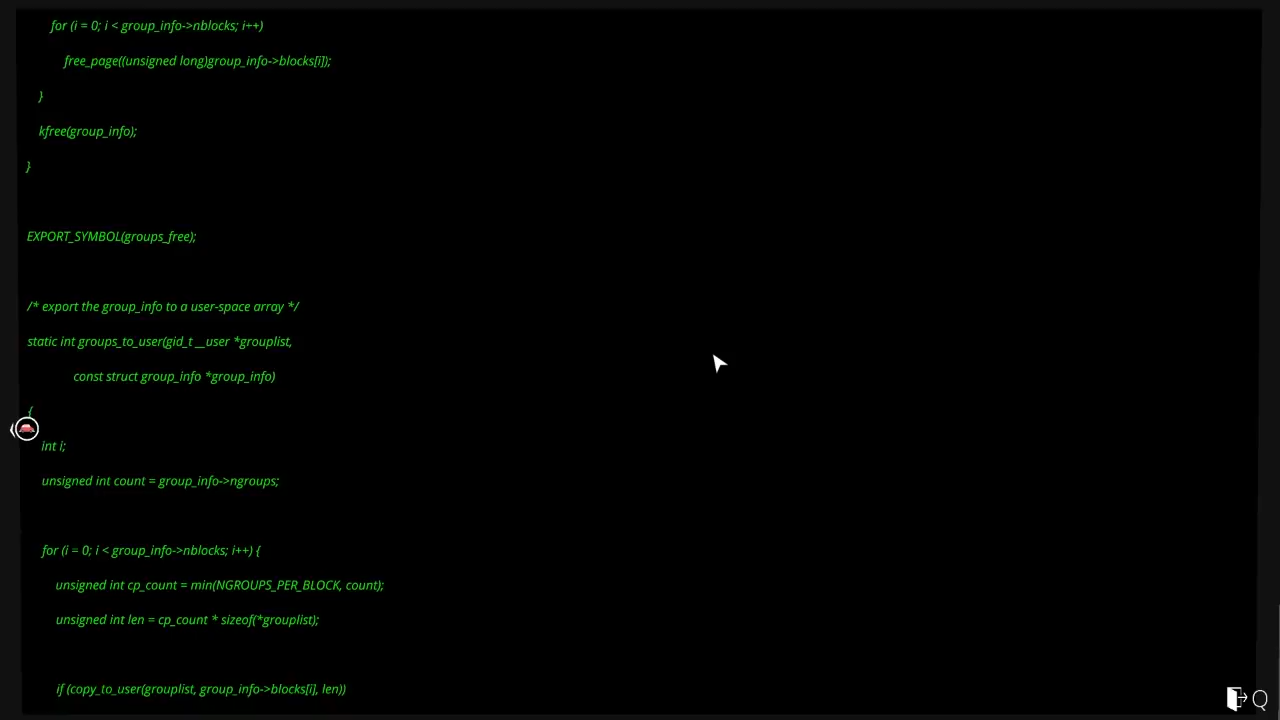 for (i = 0; i < group_info->nblocks; i++)
free_page((unsigned long)group_info->blocks[i]);
}
kfree(group_info);
}
EXPORT_SYMBOL(groups_free);
/* export the group_info to a user-space array */
static int groups_to_user(gid_t __user *grouplist,
const struct group_info *group_info)
{
int i;
unsigned int count = group_info->ngroups;
for (i = 0; i < group_info->nblocks; i++) {
unsigned int cp_count = min(NGROUPS_PER_BLOCK, count);
unsigned int len = cp_count * sizeof(*grouplist);
if (copy_to_user(grouplist, group_info->blocks[i], len))
Q